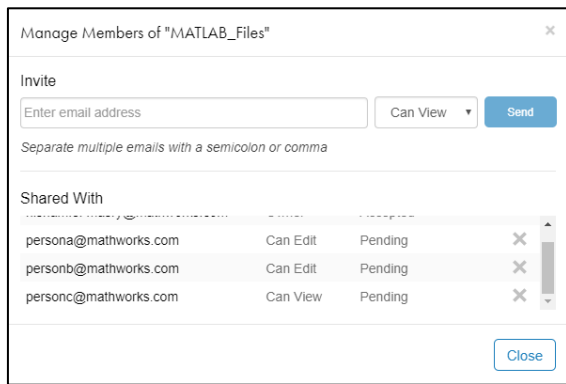 Manage Members of "MATLAB_Files" ×
Invite
Enter email address Can View Send
Separate multiple emails with a semicolon or comma
Shared With
persona@mathworks.com Can Edit Pending
personb@mathworks.com Can Edit Pending
personc@mathworks.com Can View Pending
Close